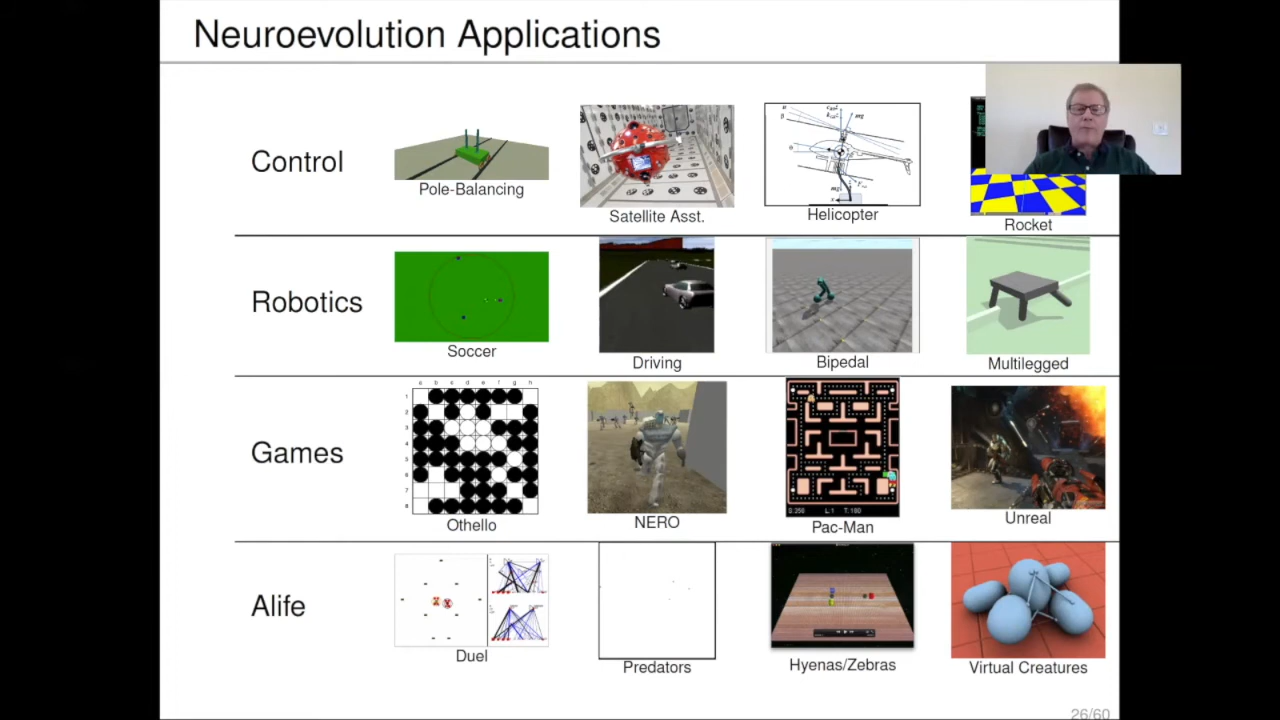 Neuroevolution Applications
Control
Pole-Balancing
Satellite Asst.
Helicopter
Rocket
Robotics
Soccer
Driving
Bipedal
Multilegged
Games
Othello
NERO
Pac-Man
Unreal
Alife
Duel
Predators
Hyenas/Zebras
Virtual Creatures
26/60